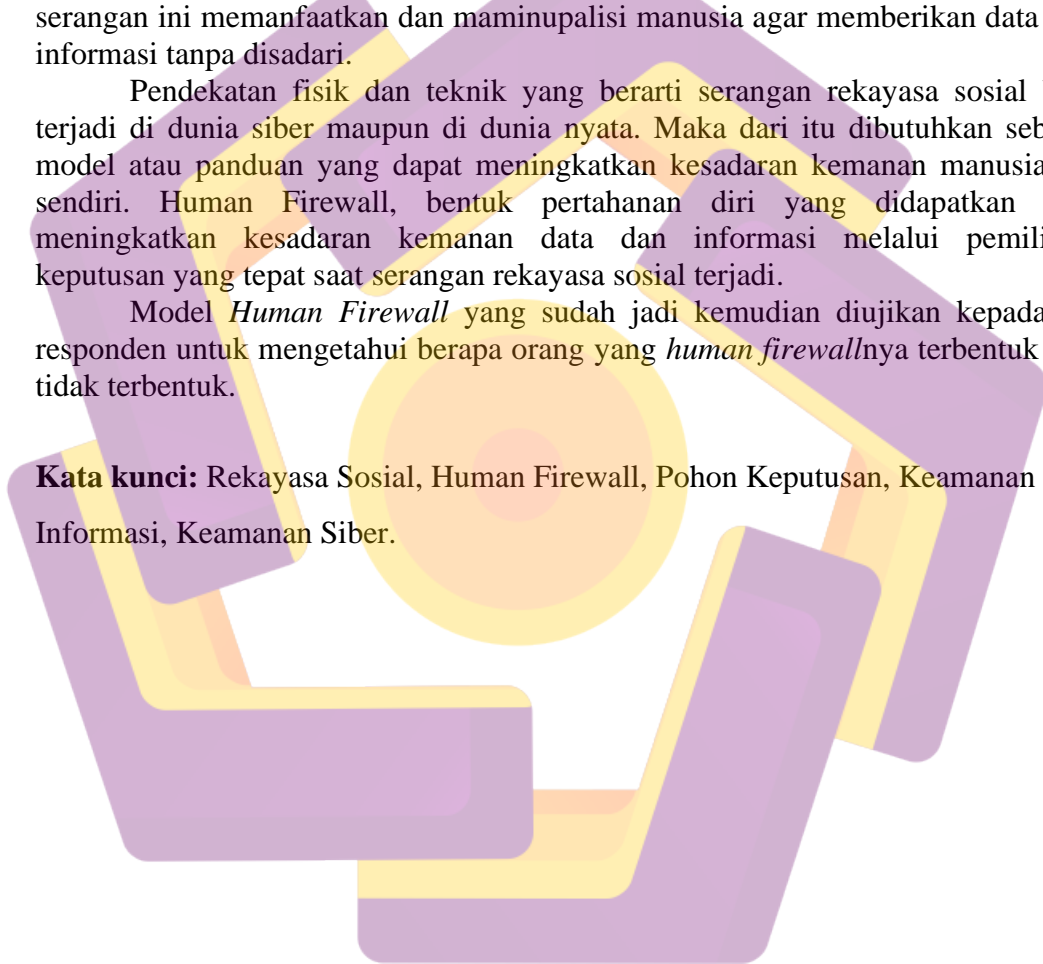 serangan ini memanfaatkan dan maminupalisi manusia agar memberikan data
informasi tanpa disadari.
Pendekatan fisik dan teknik yang berarti serangan rekayasa sosial
terjadi di dunia siber maupun di dunia nyata. Maka dari itu dibutuhkan seb
model atau panduan yang dapat meningkatkan kesadaran kemanan manusia
sendiri. Human Firewall, bentuk pertahanan diri yang didapatkan
meningkatkan kesadaran kemanan data dan informasi melalui pemili
keputusan yang tepat saat serangan rekayasa sosial terjadi.
Model Human Firewall yang sudah jadi kemudian diujikan kepada
responden untuk mengetahui berapa orang yang human firewallnya terbentuk
tidak terbentuk.
Kata kunci: Rekayasa Sosial, Human Firewall, Pohon Keputusan, Keamanan
Informasi, Keamanan Siber.